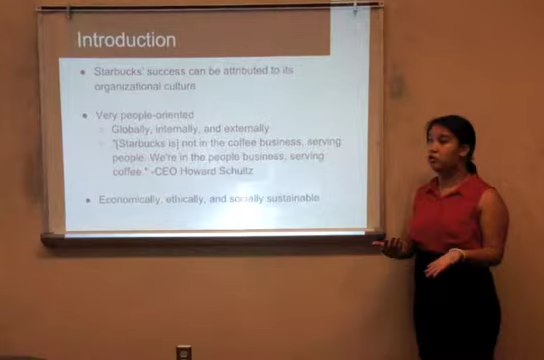 Introduction
Starbucks' success can be attributed to its
organizational culture
Very people-oriented
Globally, internally, and externally
"[Starbucks is] not in the coffee business, serving
people. We're in the people business, serving
coffee." -CEO Howard Schultz
Economically, ethically, and socially sustainable